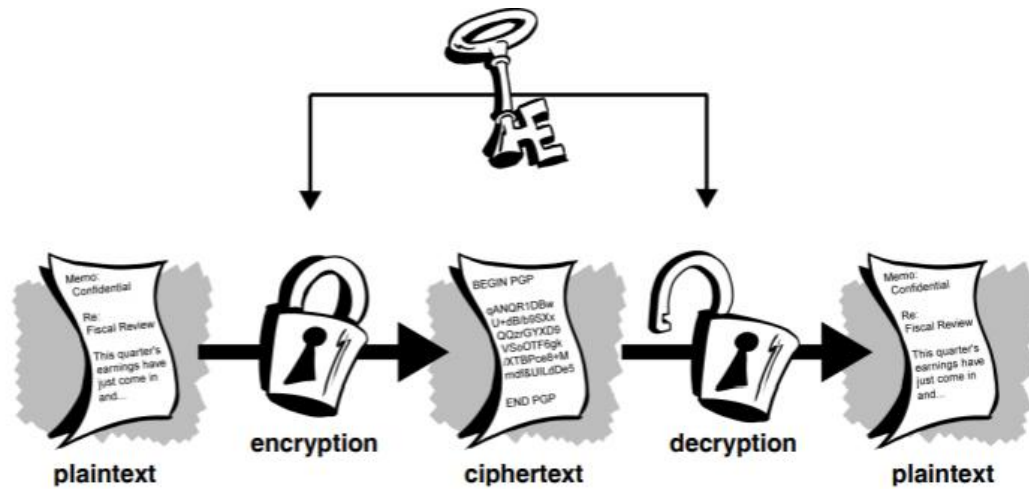 Memo:
Confidential
Re:
Fiscal Review
This quarter's
earnings have
just come in
and...
plaintext
encryption
BEGIN PGP
qANQR1DBw
U+dB/b9SXx
QQzrGYXD9
VSoOTF6gk
/XTBPce8+M
mdf&UILdDe5
END PGP
ciphertext
decryption
Memo:
Confidential
Re:
Fiscal Review
This quarter's
earnings have
just come in
and...
plaintext